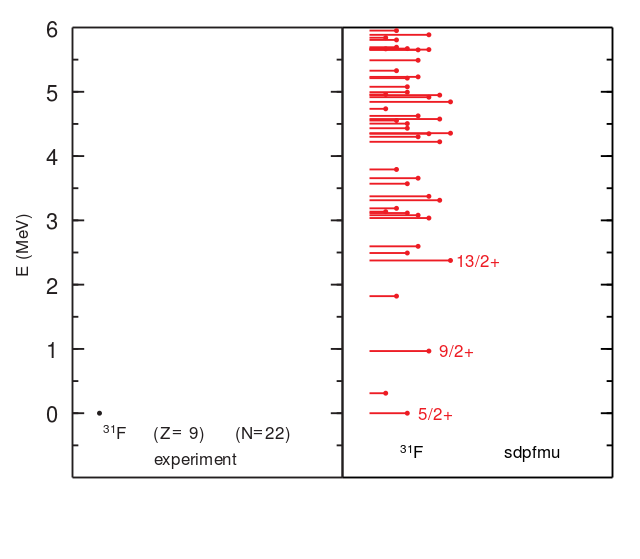 6
5
4
3
2
1
0
E (MeV)
13/2+
9/2+
5/2+
31F (Z= 9) (N=22)
experiment
31F sdpfmu